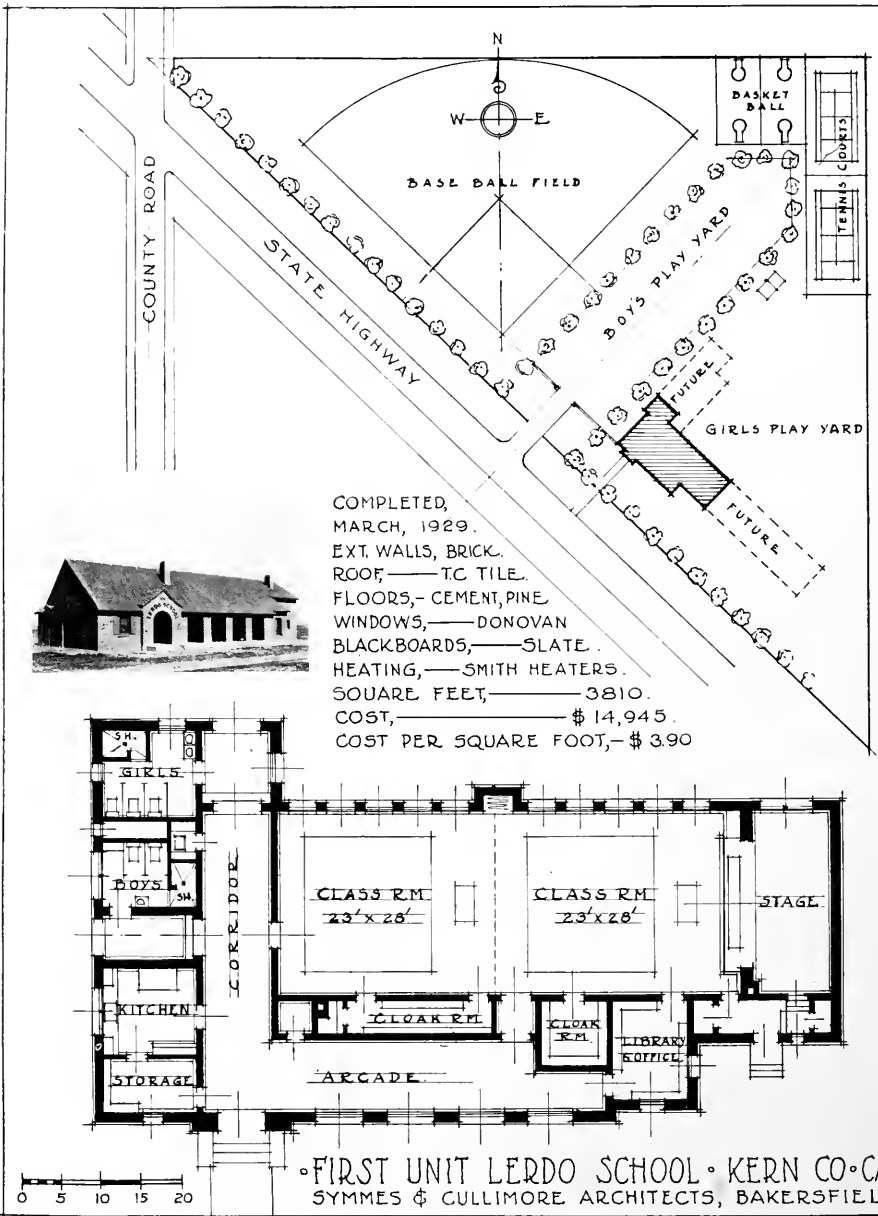 N
W E
BASKET
BALL
TENNIS COURTS
BASE BALL FIELD
COUNTY ROAD
STATE HIGHWAY
BOY'S PLAY YARD
FUTURE
GIRLS PLAY YARD
FUTURE
COMPLETED,
MARCH, 1929.
EXT. WALLS, BRICK.
ROOF,—T.C TILE.
FLOORS,- CEMENT, PINE
WINDOWS,—DONOVAN
BLACKBOARDS,—SLATE.
HEATING,—SMITH HEATERS.
SQUARE FEET,—3810.
COST,—$ 14,945.
COST PER SQUARE FOOT,-$ 3.90
LERDO SCHOOL
SH.
GIRLS
BOYS
SH.
CORRIDOR
CLASS RM
23' X 28'
CLASS RM
23' X 28'
STAGE
KITCHEN
CLOAK RM
CLOAK
RM
LIBRARY
& OFFICE
STORAGE
ARCADE
0 5 10 15 20
·FIRST UNIT LERDO SCHOOL·KERN CO·CA
SYMMES & CULLIMORE ARCHITECTS, BAKERSFIEL